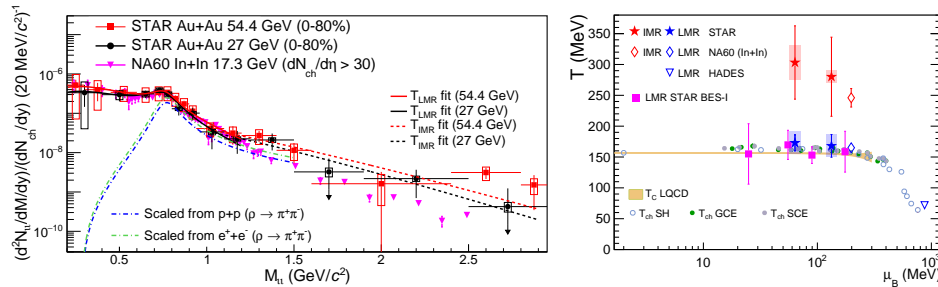 STAR Au+Au 54.4 GeV (0-80%)
STAR Au+Au 27 GeV (0-80%)
NA60 In+In 17.3 GeV (dN_ch/dη > 30)
(d²N_ll/dM/dy)/(dN_ch/dy) (20 MeV/c²)⁻¹
10⁻⁶
10⁻⁸
10⁻¹⁰
T_LMR fit (54.4 GeV)
T_LMR fit (27 GeV)
T_IMR fit (54.4 GeV)
T_IMR fit (27 GeV)
Scaled from p+p (ρ → π⁺π⁻)
Scaled from e⁺+e⁻ (ρ → π⁺π⁻)
0.5 1 1.5 2 2.5
M_ll (GeV/c²)
T (MeV)
400
350
300
250
200
150
100
50
0
IMR LMR STAR
IMR LMR NA60 (In+In)
LMR HADES
LMR STAR BES-I
T_C LQCD
T_ch SH T_ch GCE T_ch SCE
10 10² 10³
μ_B (MeV)